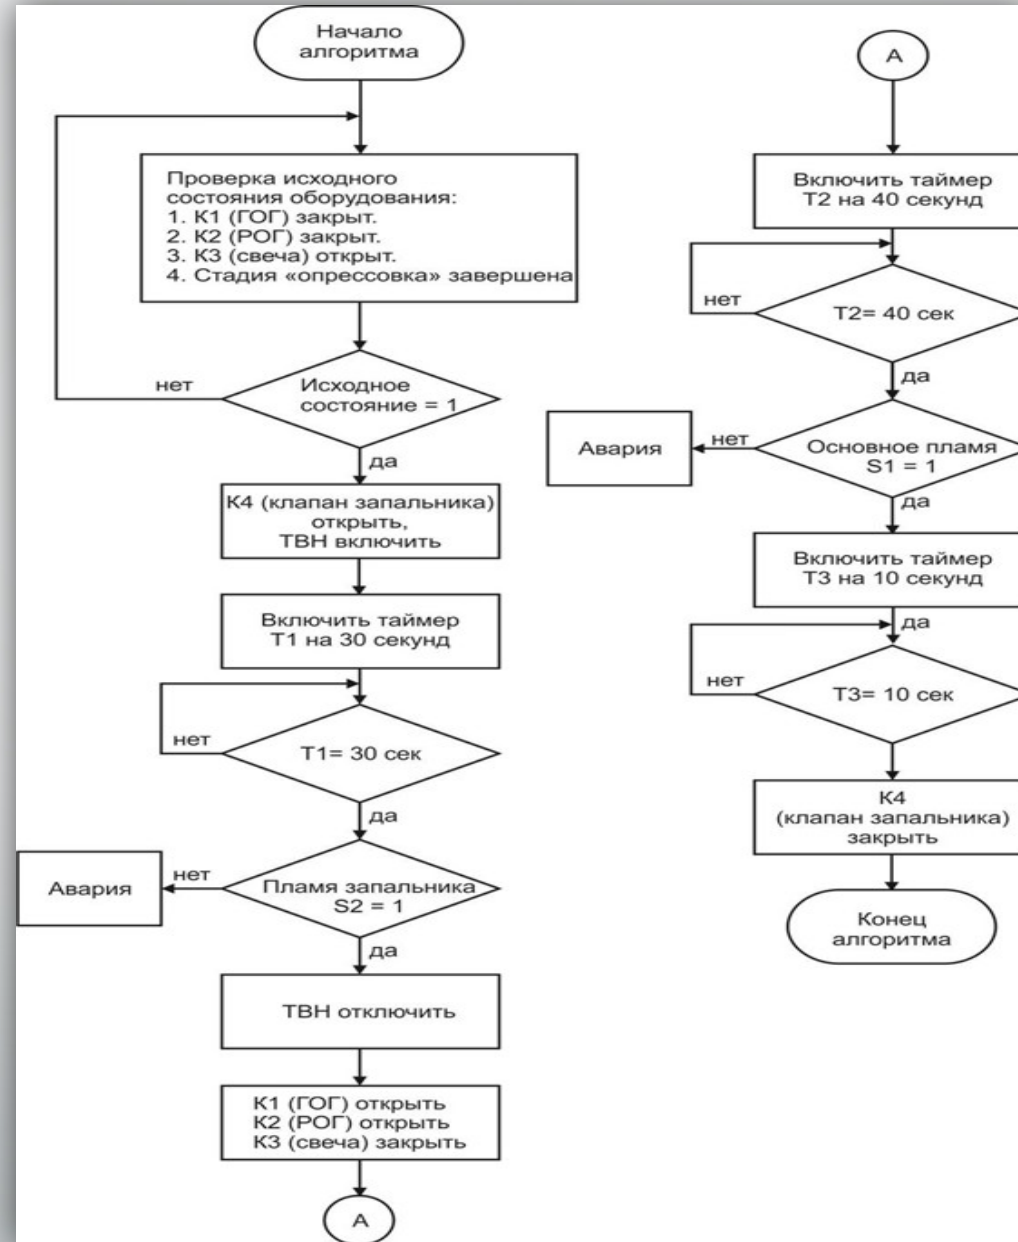 Начало
алгоритма
Проверка исходного
состояния оборудования:
1. К1 (ГОГ) закрыт.
2. К2 (РОГ) закрыт.
3. К3 (свеча) открыт.
4. Стадия «опрессовка» завершена
Исходное
состояние = 1
нет
да
К4 (клапан запальника)
открыть,
ТВН включить
Включить таймер
Т1 на 30 секунд
Т1= 30 сек
нет
да
Пламя запальника
S2 = 1
нет
Авария
да
ТВН отключить
К1 (ГОГ) открыть
К2 (РОГ) открыть
К3 (свеча) закрыть
А
А
Включить таймер
Т2 на 40 секунд
Т2= 40 сек
нет
да
Основное пламя
S1 = 1
нет
Авария
да
Включить таймер
Т3 на 10 секунд
да
Т3= 10 сек
нет
К4
(клапан запальника)
закрыть
Конец
алгоритма